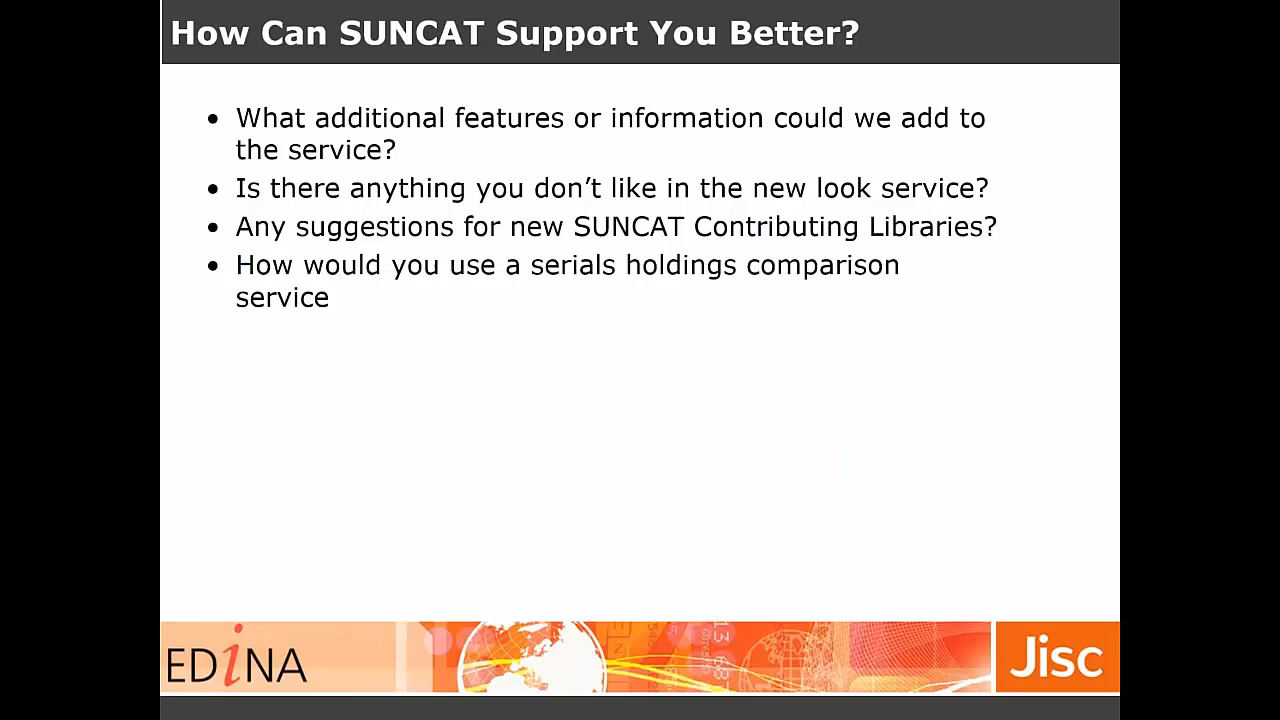 How Can SUNCAT Support You Better?
• What additional features or information could we add to
the service?
• Is there anything you don’t like in the new look service?
• Any suggestions for new SUNCAT Contributing Libraries?
• How would you use a serials holdings comparison
service
EDiNA
Jisc